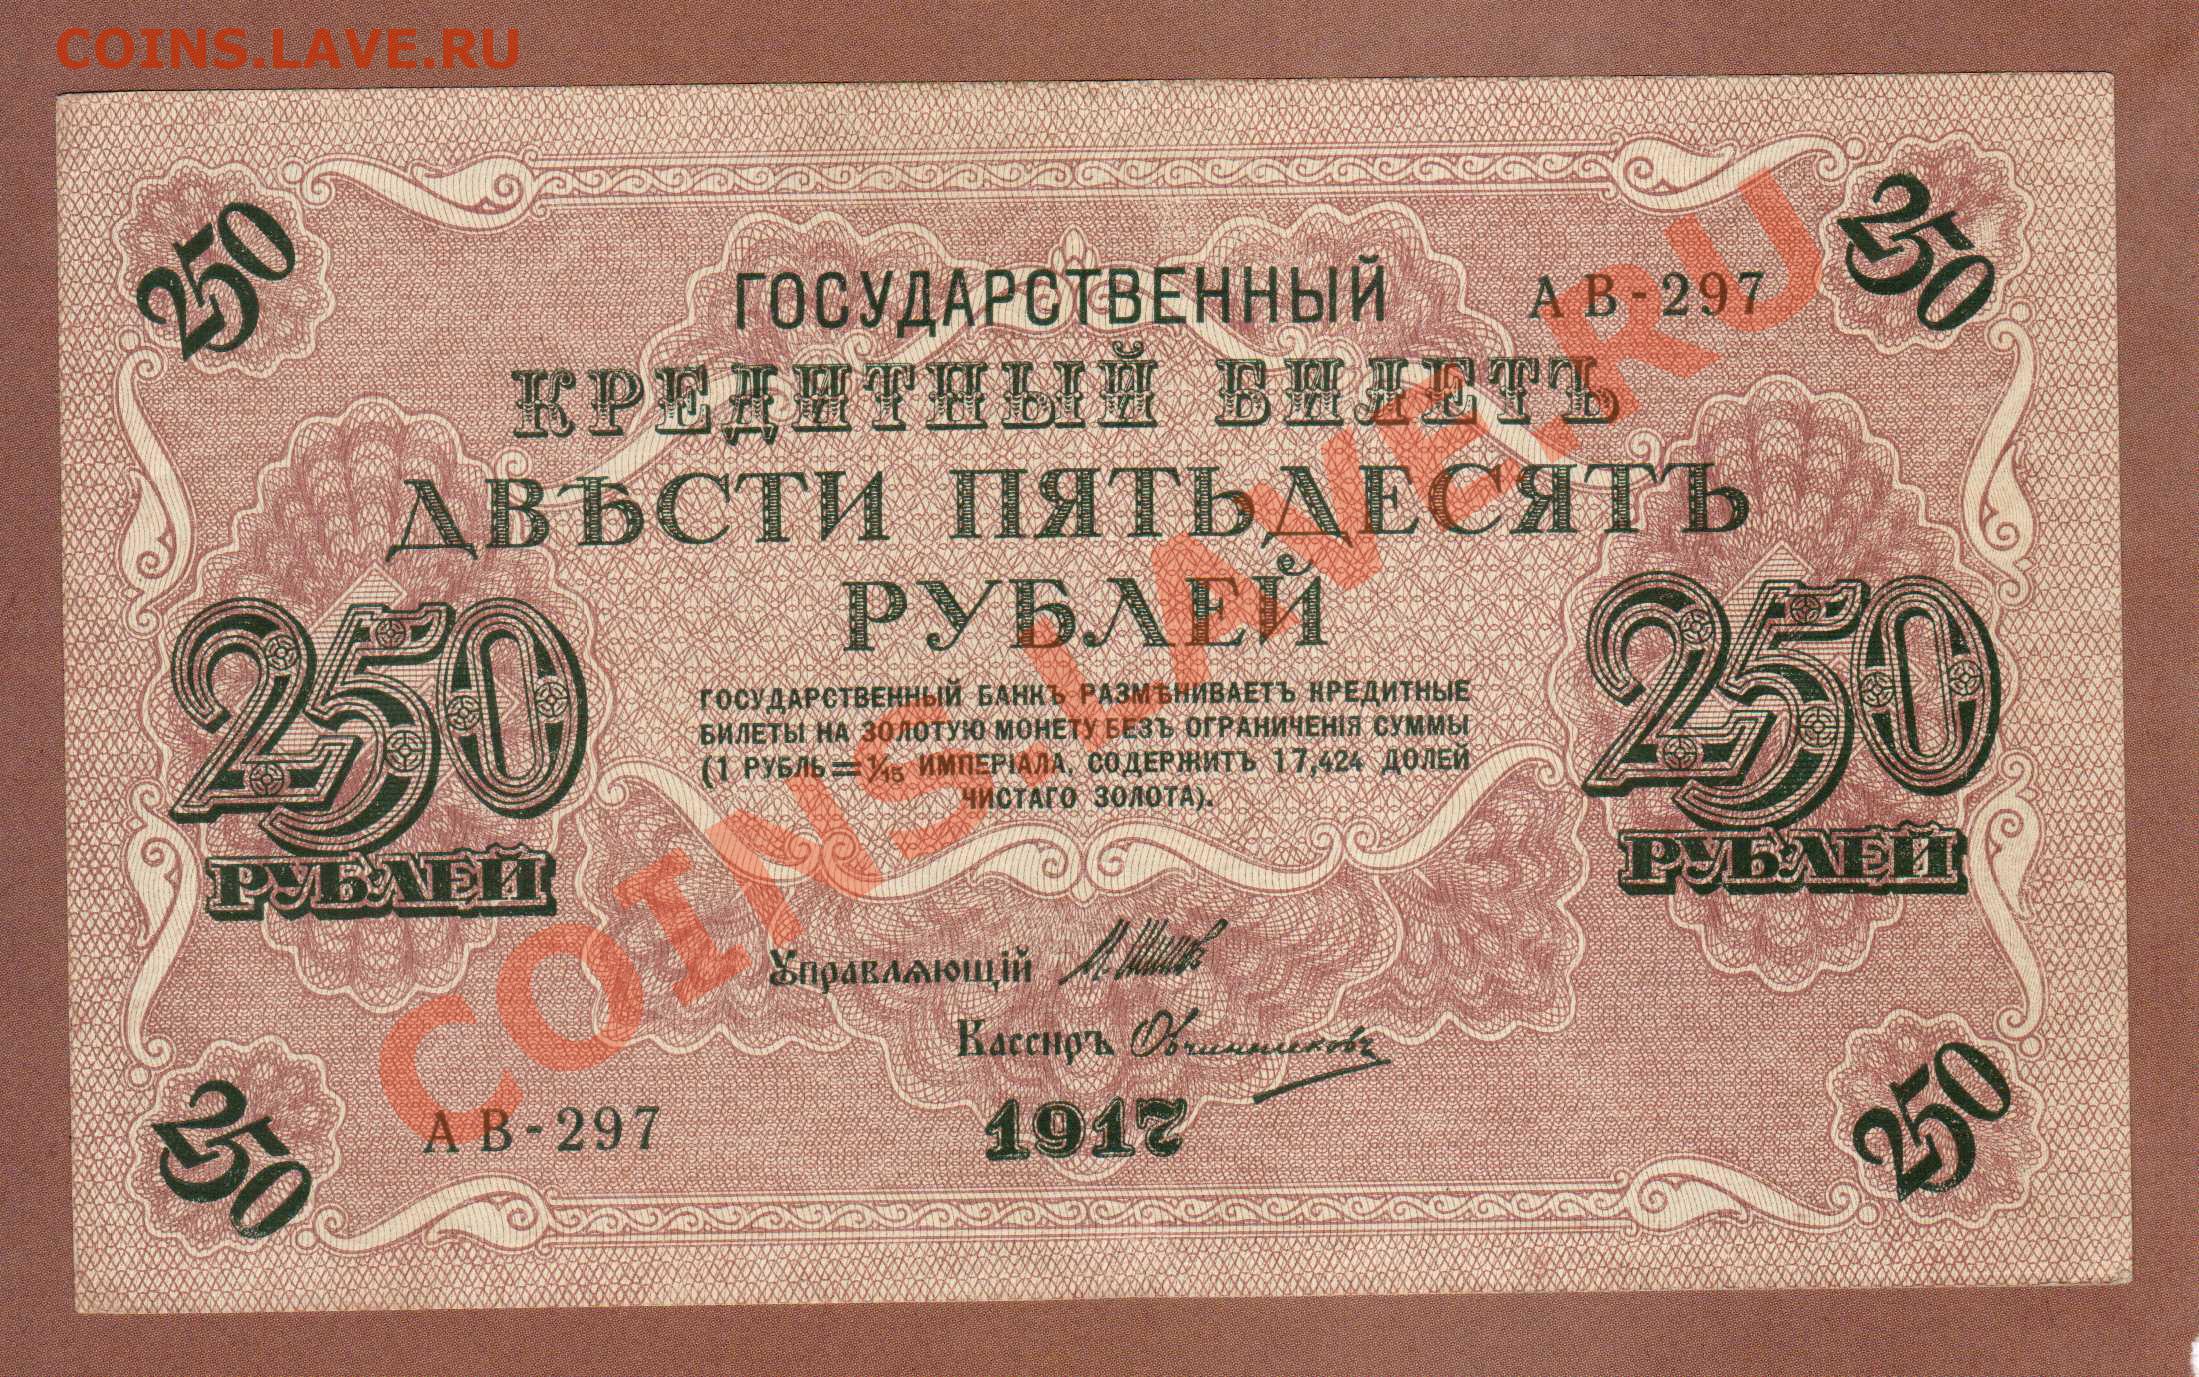 COINS.LAVE.RU
250
250
ГОСУДАРСТВЕННЫЙ
АВ-297
КРЕДИТНЫЙ БИЛЕТЪ
ДВѢСТИ ПЯТЬДЕСЯТЪ
РУБЛЕЙ
250
РУБЛЕЙ
250
РУБЛЕЙ
ГОСУДАРСТВЕННЫЙ БАНКЪ РАЗМѢНИВАЕТЪ КРЕДИТНЫЕ
БИЛЕТЫ НА ЗОЛОТУЮ МОНЕТУ БЕЗЪ ОГРАНИЧЕНІЯ СУММЫ
(1 РУБЛЬ = 1/15 ИМПЕРІАЛА, СОДЕРЖИТЪ 17,424 ДОЛЕЙ
ЧИСТАГО ЗОЛОТА).
COINS.LAVE.RU
Управляющій И. Шиповъ
Кассиръ Овчинниковъ
АВ-297
1917
250
250